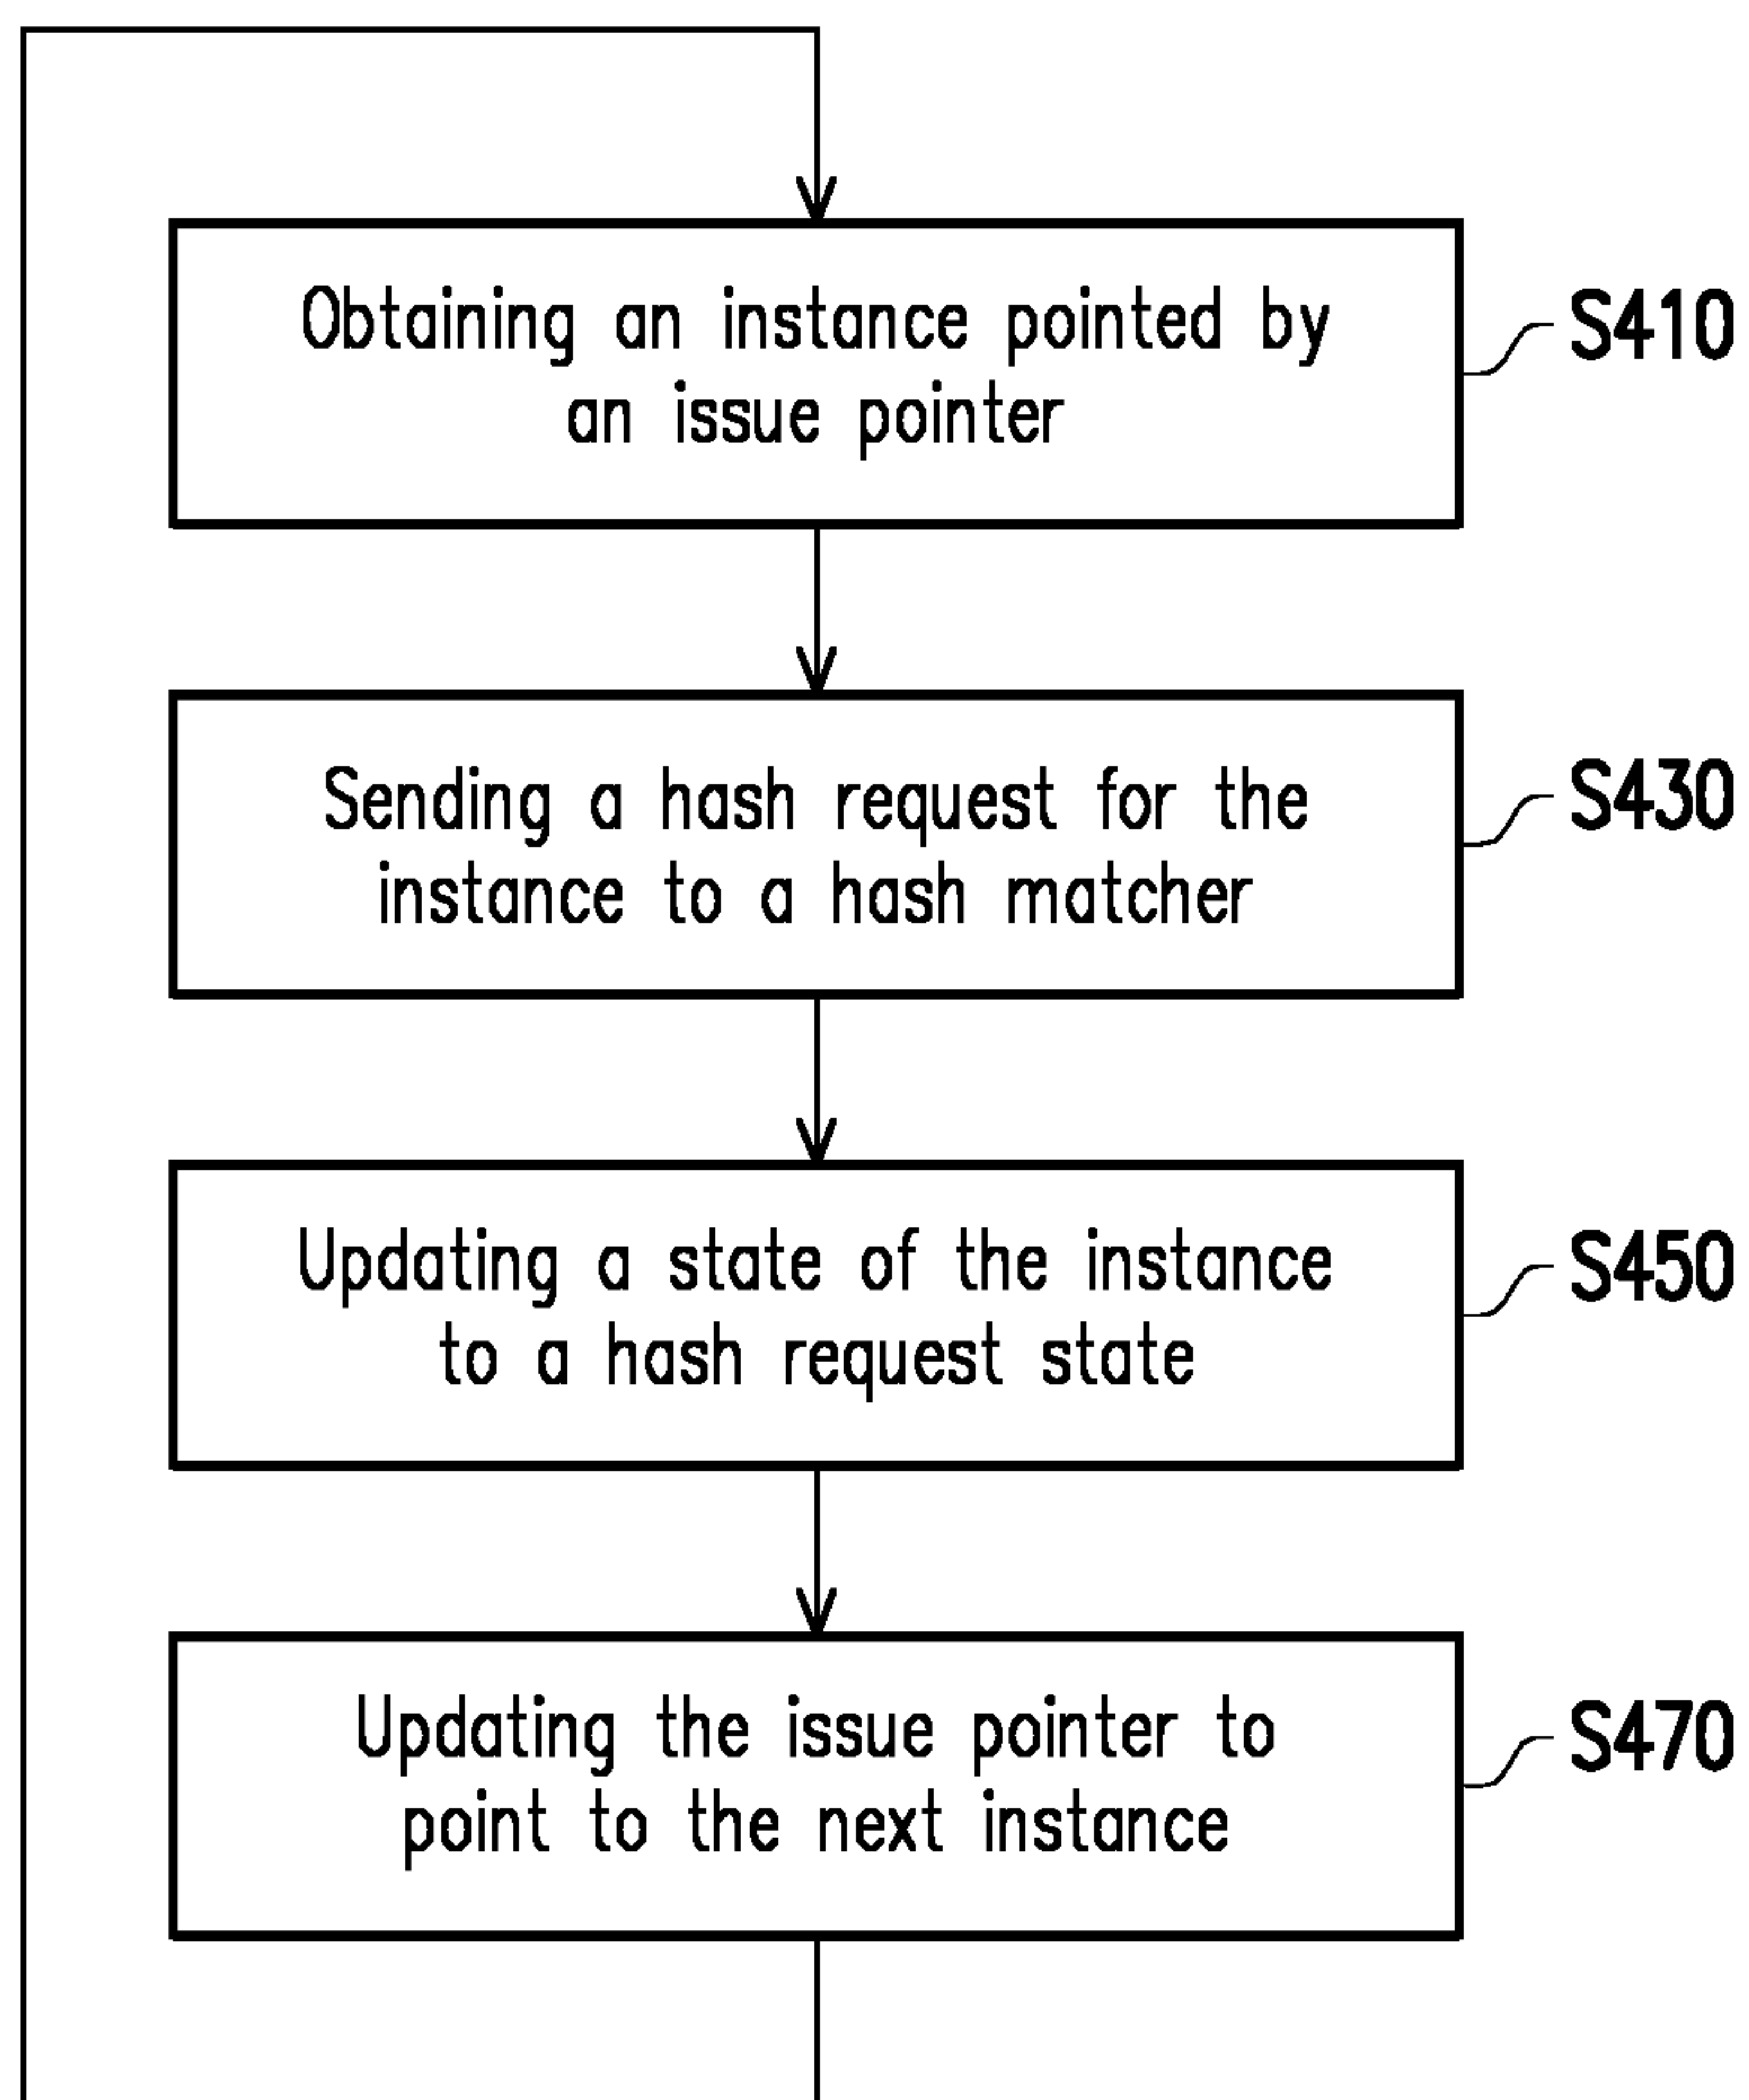 Obtaining an instance pointed by
an issue pointer
S410
Sending a hash request for the
instance to a hash matcher
S430
Updating a state of the instance
to a hash request state
S450
Updating the issue pointer to
point to the next instance
S470